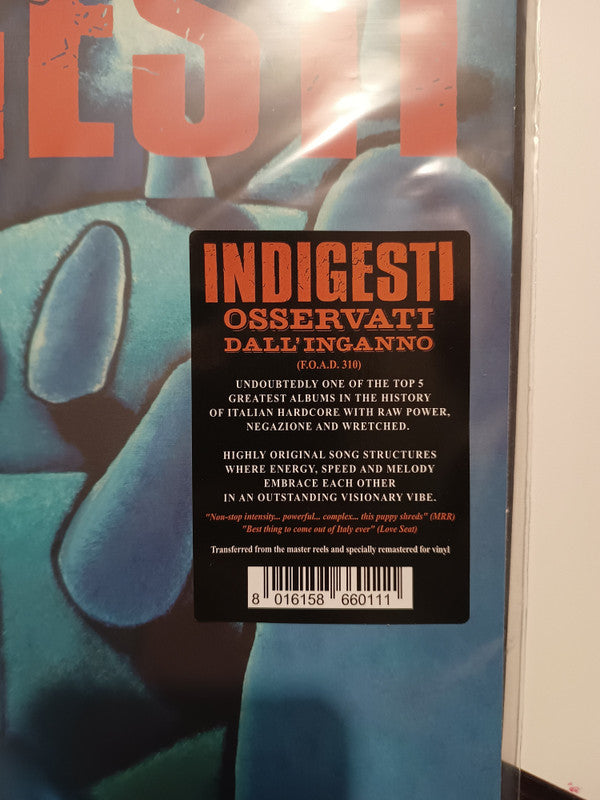 GESTI
INDIGESTI
OSSERVATI
DALL'INGANNO
(F.O.A.D. 310)
UNDOUBTEDLY ONE OF THE TOP 5
GREATEST ALBUMS IN THE HISTORY
OF ITALIAN HARDCORE WITH RAW POWER,
NEGAZIONE AND WRETCHED.
HIGHLY ORIGINAL SONG STRUCTURES
WHERE ENERGY, SPEED AND MELODY
EMBRACE EACH OTHER
IN AN OUTSTANDING VISIONARY VIBE.
"Non-stop intensity... powerful... complex... this puppy shreds" (MRR)
"Best thing to come out of Italy ever" (Love Seat)
Transferred from the master reels and specially remastered for vinyl
8 016158 660111